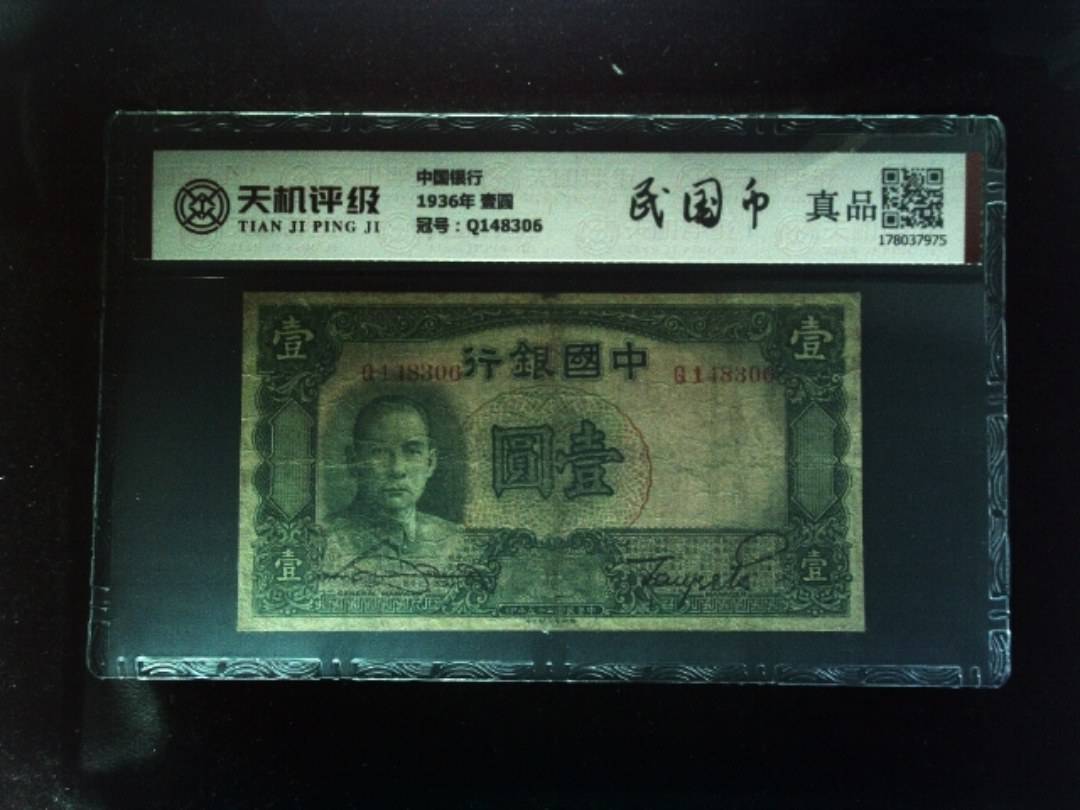 天机评级
TIAN JI PING JI
中国银行
1936年 壹圆
冠号：Q148306
民国币
真品
178037975
壹
壹
行銀國中
Q148306
Q148306
圓壹
壹
壹
GENERAL MANAGER